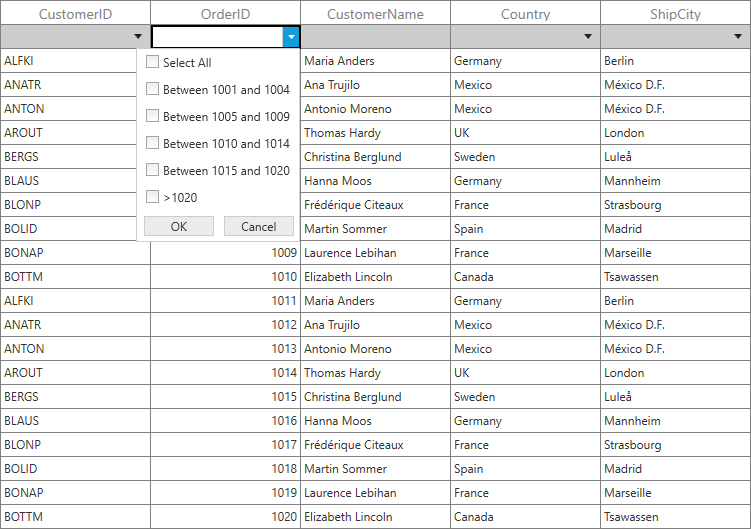 CustomerID OrderID CustomerName Country ShipCity
ALFKI Select All Maria Anders Germany Berlin
ANATR Between 1001 and 1004 Ana Trujilo Mexico México D.F.
ANTON Between 1005 and 1009 Antonio Moreno Mexico México D.F.
AROUT Between 1010 and 1014 Thomas Hardy UK London
BERGS Between 1015 and 1020 Christina Berglund Sweden Luleå
BLAUS Hanna Moos Germany Mannheim
BLONP >1020 Frédérique Citeaux France Strasbourg
BOLID OK Cancel Martin Sommer Spain Madrid
BONAP 1009 Laurence Lebihan France Marseille
BOTTM 1010 Elizabeth Lincoln Canada Tsawassen
ALFKI 1011 Maria Anders Germany Berlin
ANATR 1012 Ana Trujilo Mexico México D.F.
ANTON 1013 Antonio Moreno Mexico México D.F.
AROUT 1014 Thomas Hardy UK London
BERGS 1015 Christina Berglund Sweden Luleå
BLAUS 1016 Hanna Moos Germany Mannheim
BLONP 1017 Frédérique Citeaux France Strasbourg
BOLID 1018 Martin Sommer Spain Madrid
BONAP 1019 Laurence Lebihan France Marseille
BOTTM 1020 Elizabeth Lincoln Canada Tsawassen